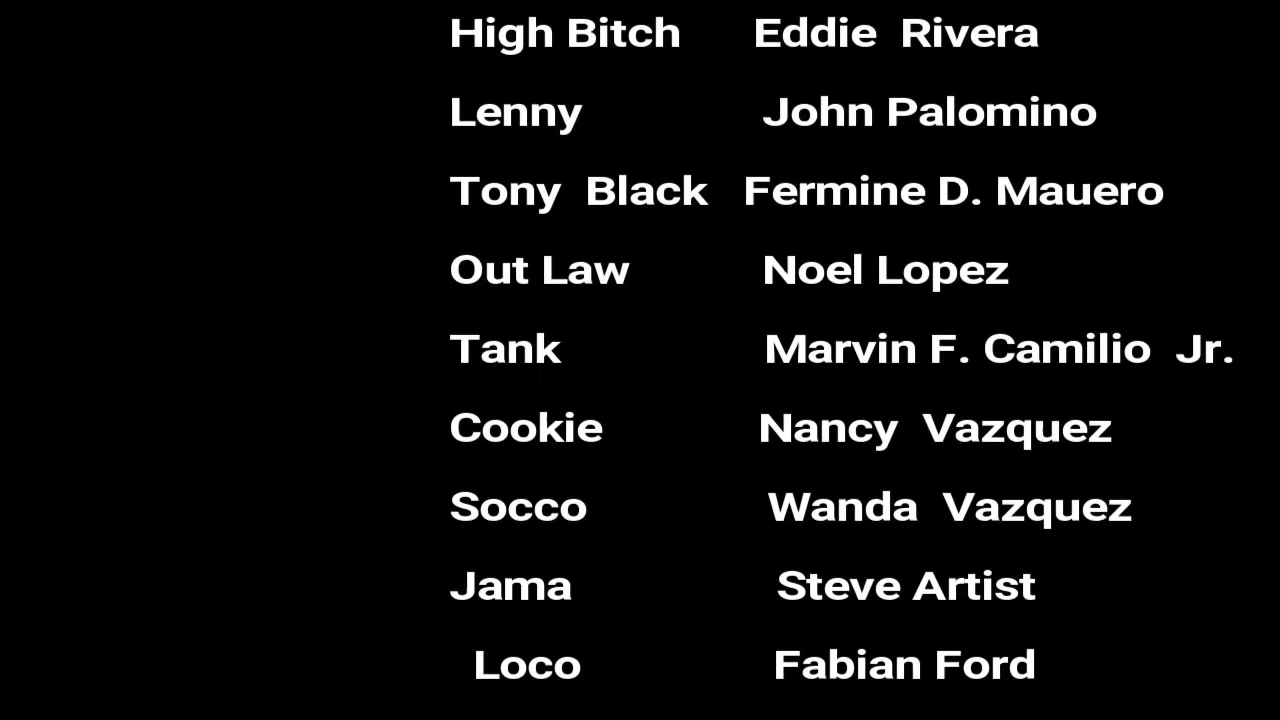 High Bitch Eddie Rivera
Lenny John Palomino
Tony Black Fermine D. Mauero
Out Law Noel Lopez
Tank Marvin F. Camilio Jr.
Cookie Nancy Vazquez
Socco Wanda Vazquez
Jama Steve Artist
Loco Fabian Ford